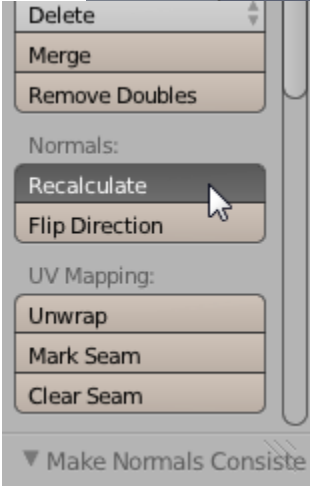 Delete
Merge
Remove Doubles
Normals:
Recalculate
Flip Direction
UV Mapping:
Unwrap
Mark Seam
Clear Seam
Make Normals Consiste